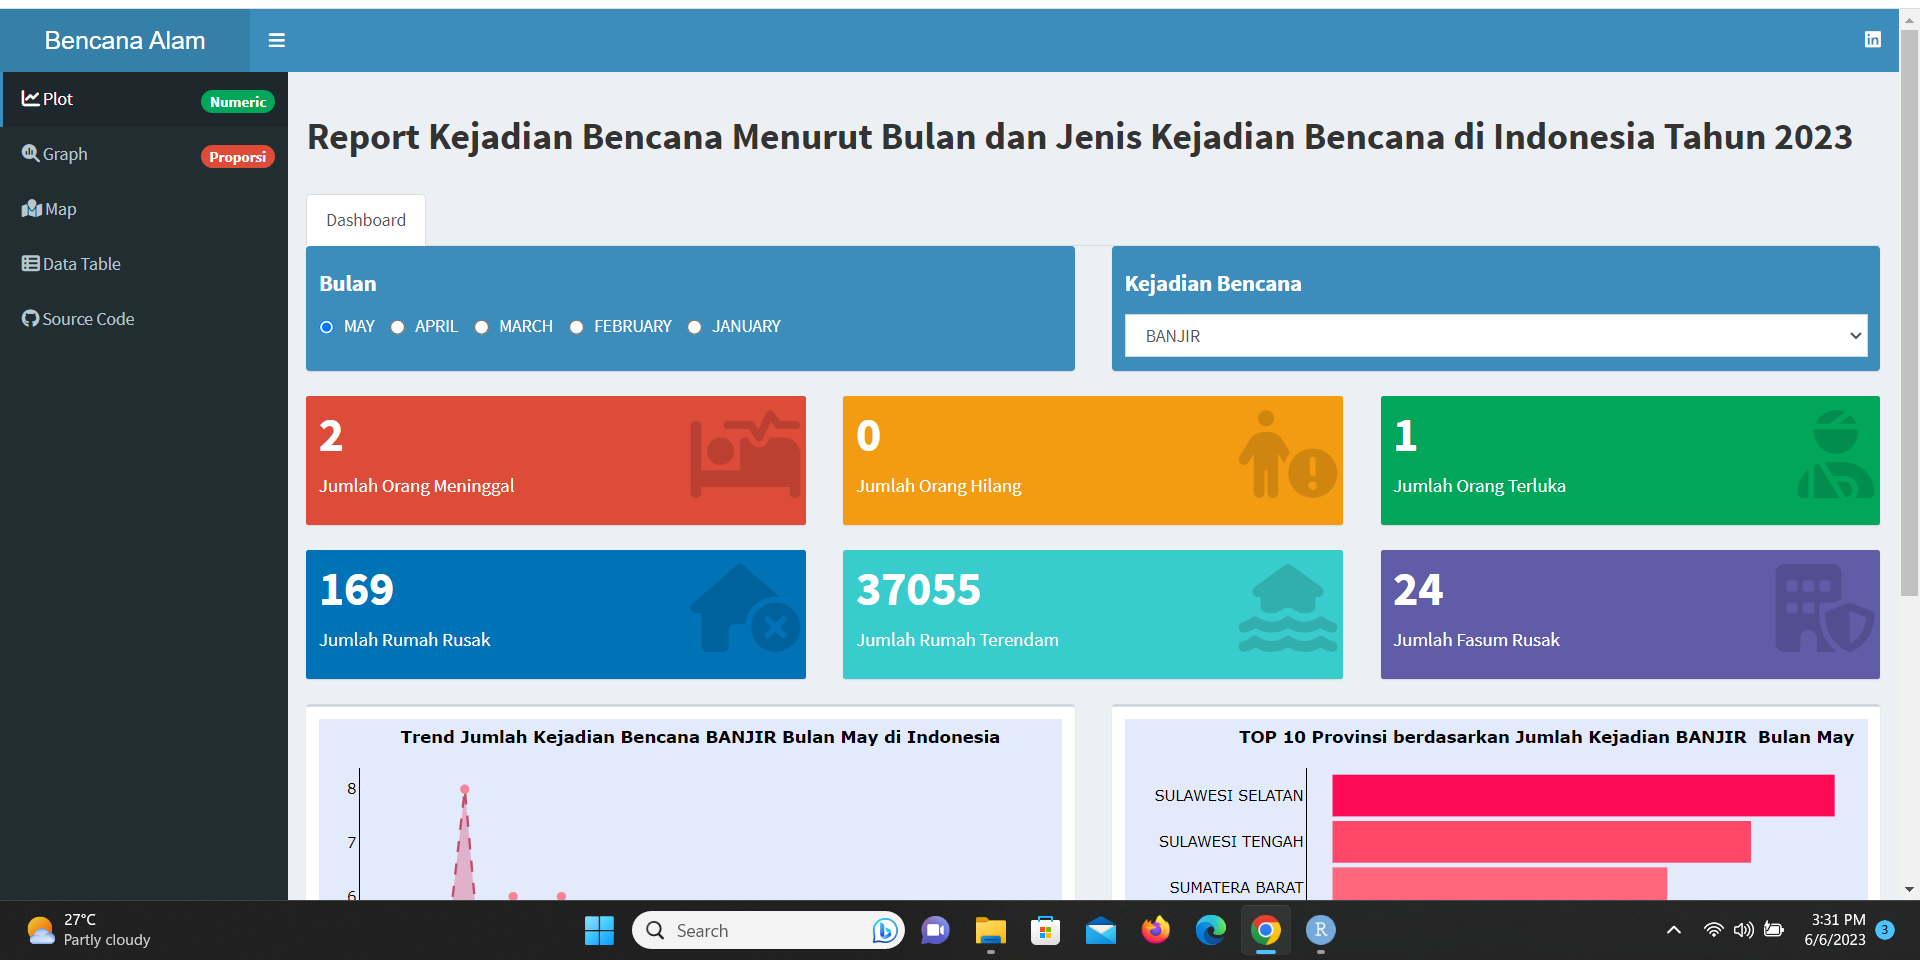 Bencana Alam
Plot
Numeric
Graph
Proporsi
Map
Data Table
Source Code
Report Kejadian Bencana Menurut Bulan dan Jenis Kejadian Bencana di Indonesia Tahun 2023
Dashboard
Bulan
MAY APRIL MARCH FEBRUARY JANUARY
Kejadian Bencana
BANJIR
2
Jumlah Orang Meninggal
0
Jumlah Orang Hilang
1
Jumlah Orang Terluka
169
Jumlah Rumah Rusak
37055
Jumlah Rumah Terendam
24
Jumlah Fasum Rusak
Trend Jumlah Kejadian Bencana BANJIR Bulan May di Indonesia
8
7
6
TOP 10 Provinsi berdasarkan Jumlah Kejadian BANJIR Bulan May
SULAWESI SELATAN
SULAWESI TENGAH
SUMATERA BARAT
27°C
Partly cloudy
Search
R
3:31 PM
6/6/2023
3